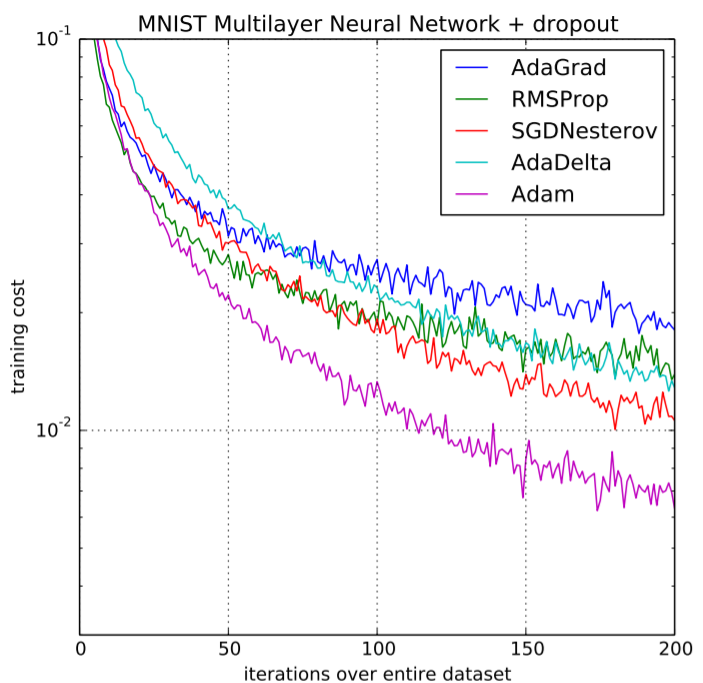 MNIST Multilayer Neural Network + dropout
10⁻¹
AdaGrad
RMSProp
SGDNesterov
AdaDelta
Adam
training cost
10⁻²
0 50 100 150 200
iterations over entire dataset